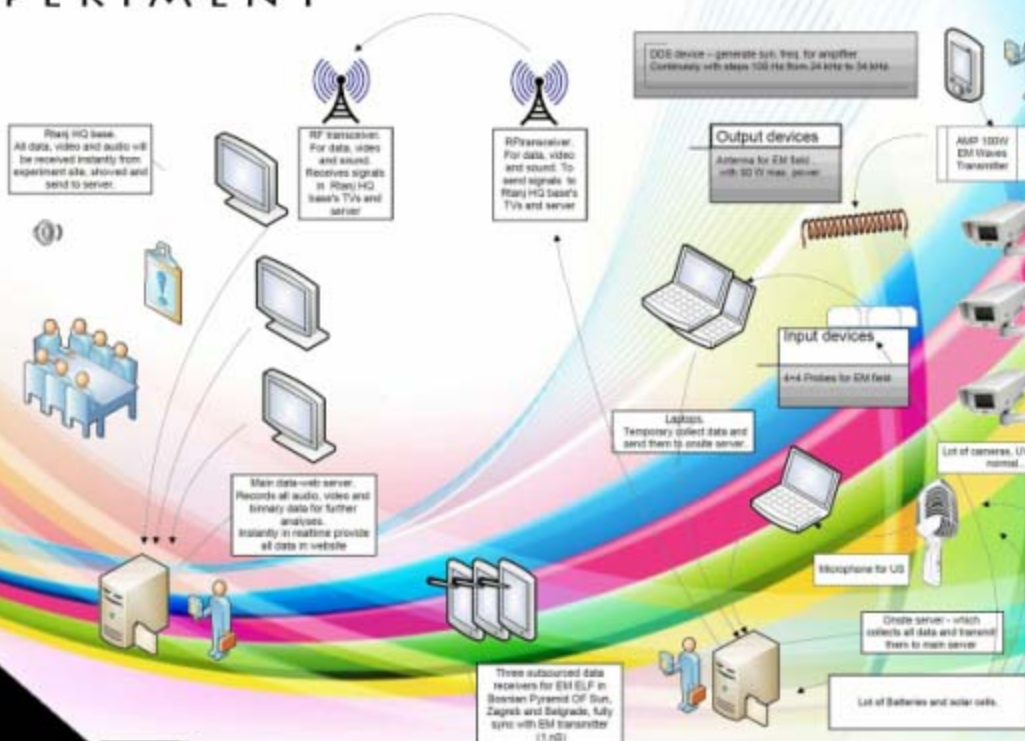 PERIMENT
DDS device – generate syn. freq. for amplifier
Continuously with steps 100 Hz from 24 kHz to 34 kHz.
Rtanj HQ base.
All data, video and audio will
be received instantly from
experiment site, shoved and
send to server.
RF transceiver.
For data, video
and sound.
Receives signals
in Rtanj HQ
base's TVs and
server
RFtransceiver.
For data, video
and sound. To
send signals to
Rtanj HQ base's
TVs and server
Output devices
Antenna for EM field
with 90 W max. power
AMP 100W
EM Waves
Transmitter
Input devices
4+4 Probes for EM field
Laptops.
Temporary collect data and
send them to onsite server.
Lot of cameras, UV
normal...
Main data-web server.
Records all audio, video and
binnary data for further
analyses.
Instantly in realtime provide
all data in website
Microphone for US
Onsite server - which
collects all data and transmit
them to main server
Three outsourced data
receivers for EM ELF in
Bosnian Pyramid OF Sun,
Zagreb and Belgrade, fully
sync with EM transmitter
(1 nS)
Lot of Batteries and solar cells.